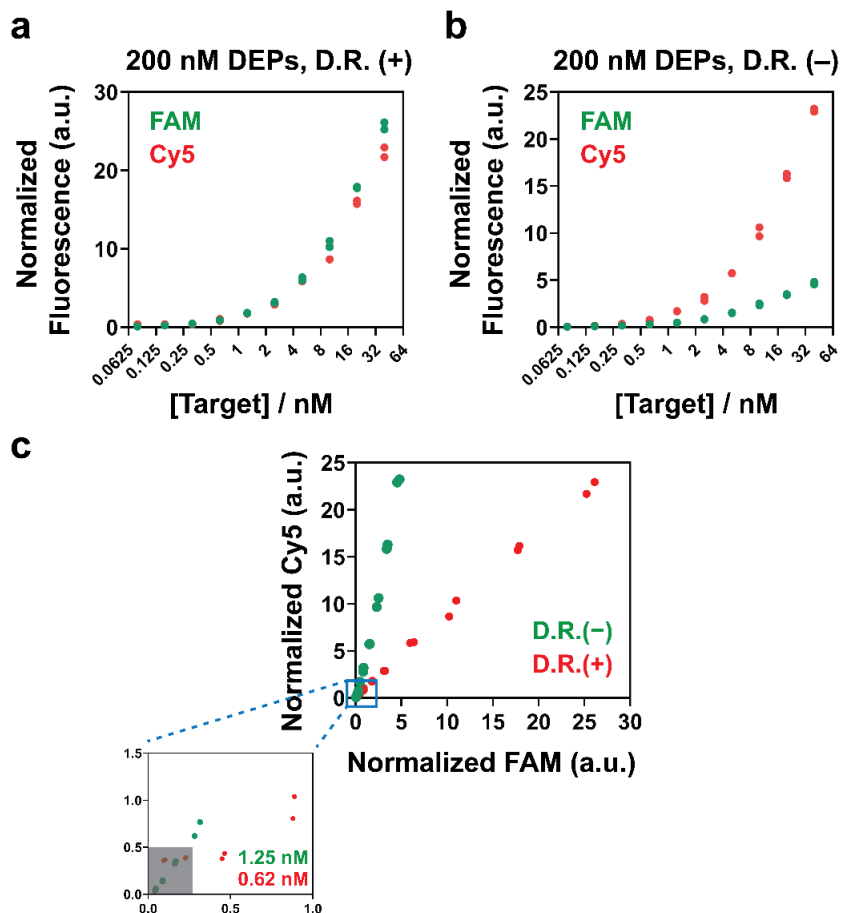 a
200 nM DEPs, D.R. (+)
Normalized
Fluorescence (a.u.)
30
20
10
0
FAM
Cy5
0.0625
0.125
0.25
0.5
1
2
4
8
16
32
64
[Target] / nM
b
200 nM DEPs, D.R. (−)
Normalized
Fluorescence (a.u.)
25
20
15
10
5
0
FAM
Cy5
0.0625
0.125
0.25
0.5
1
2
4
8
16
32
64
[Target] / nM
c
Normalized Cy5 (a.u.)
25
20
15
10
5
0
D.R.(−)
D.R.(+)
0 5 10 15 20 25 30
Normalized FAM (a.u.)
1.5
1.0
0.5
0.0
1.25 nM
0.62 nM
0.0 0.5 1.0